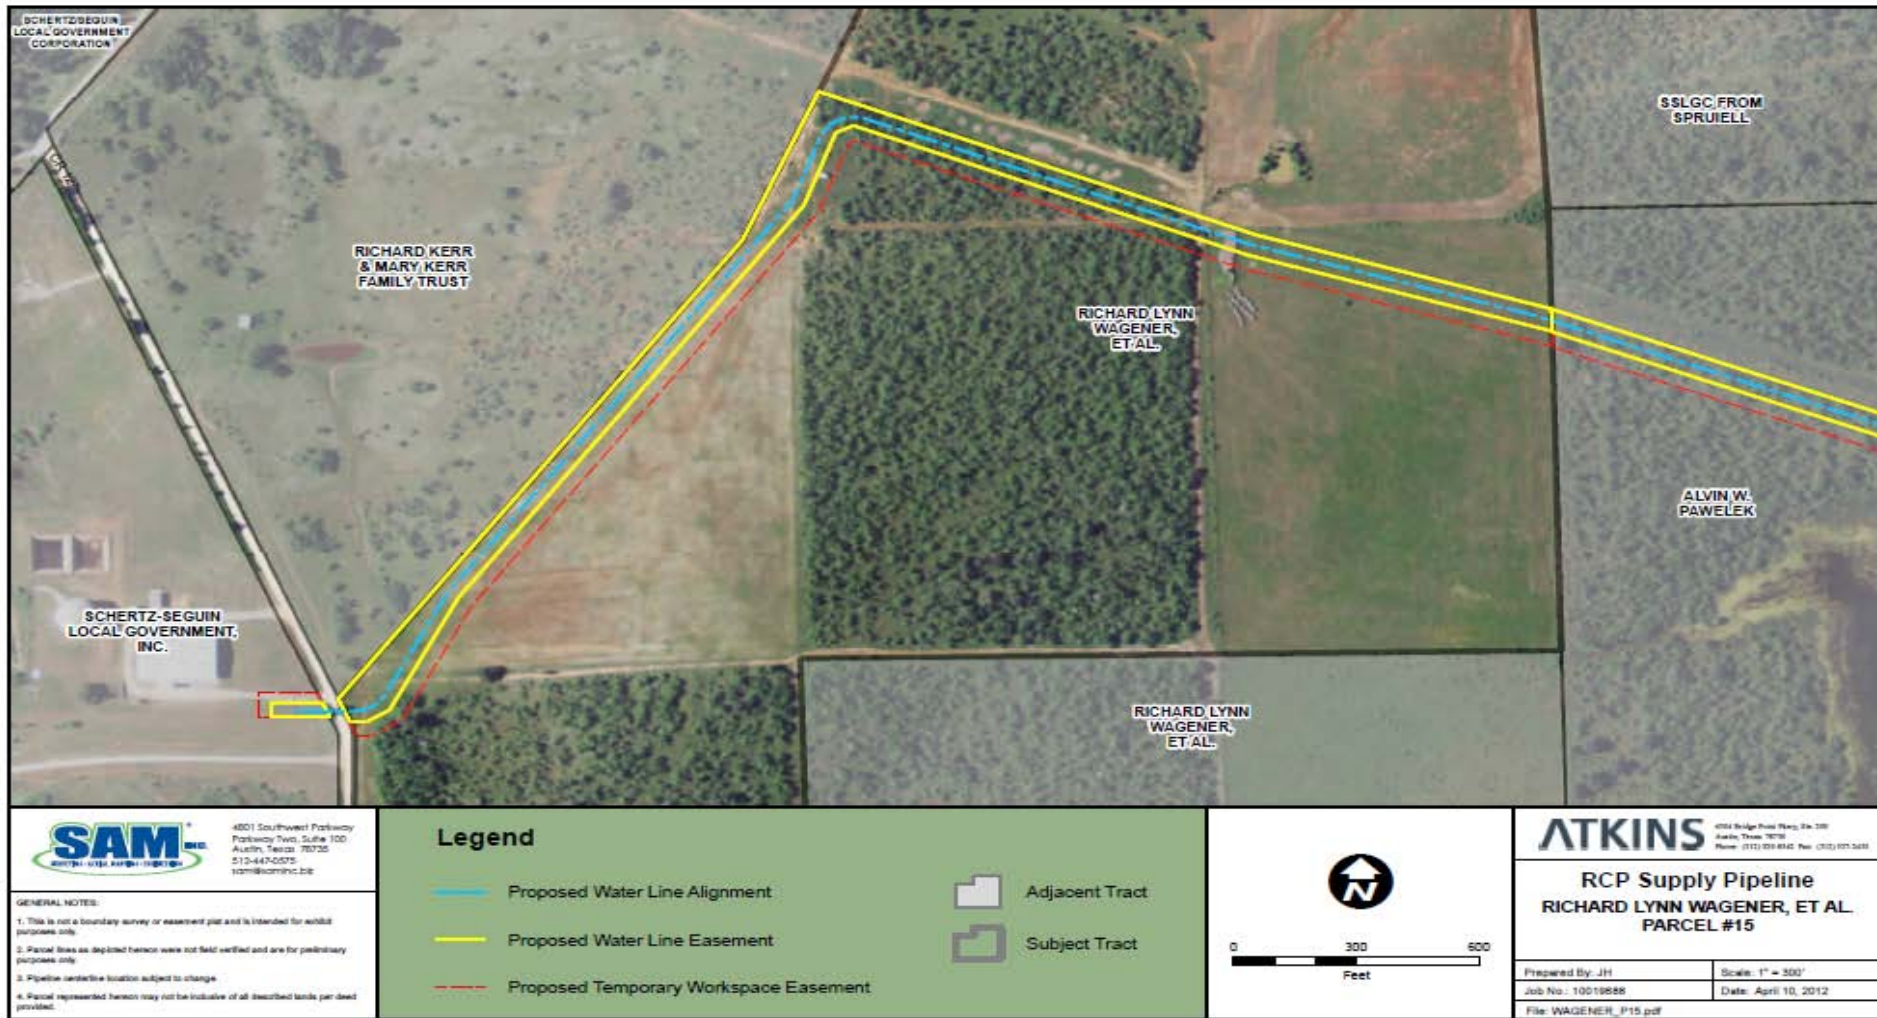 SCHERTZ/SEGUIN
LOCAL GOVERNMENT
CORPORATION
SSLGC FROM
SPRUIELL
RICHARD KERR
& MARY KERR
FAMILY TRUST
RICHARD LYNN
WAGENER,
ET AL.
ALVIN W.
PAWELEK
SCHERTZ-SEGUIN
LOCAL GOVERNMENT,
INC.
RICHARD LYNN
WAGENER,
ET AL.
SAM INC.
4801 Southwest Parkway
Parkway Two, Suite 100
Austin, Texas 78735
512-447-0575
sam@saminc.biz
GENERAL NOTES:
1. This is not a boundary survey or easement plat and is intended for exhibit
purposes only.
2. Parcel lines as depicted hereon were not field verified and are for preliminary
purposes only.
3. Pipeline centerline location subject to change.
4. Parcel represented hereon may not be inclusive of all described lands per deed
provided.
Legend
Proposed Water Line Alignment
Proposed Water Line Easement
Proposed Temporary Workspace Easement
Adjacent Tract
Subject Tract
N
0 300 600
Feet
ATKINS
Austin, Texas
RCP Supply Pipeline
RICHARD LYNN WAGENER, ET AL.
PARCEL #15
Prepared By: JH
Scale: 1" = 300'
Job No.: 10019688
Date: April 10, 2012
File: WAGENER_P15.pdf